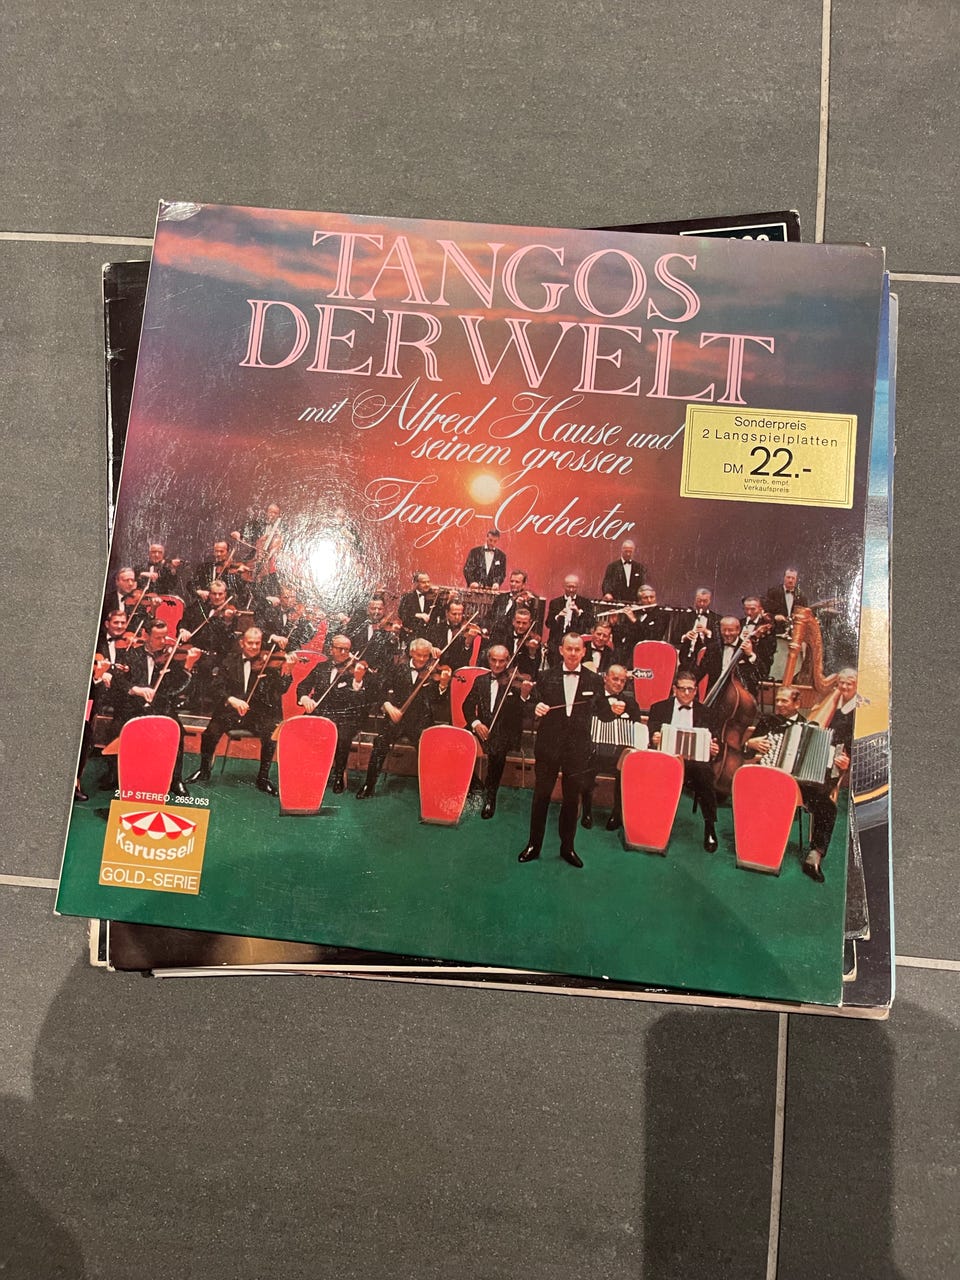 TANGOS
DER WELT
mit Alfred Hause und
seinem grossen
Tango-Orchester
Sonderpreis
2 Langspielplatten
DM 22.-
unverb. empf.
Verkaufspreis
2 LP STEREO · 2652 053
Karussell
GOLD-SERIE